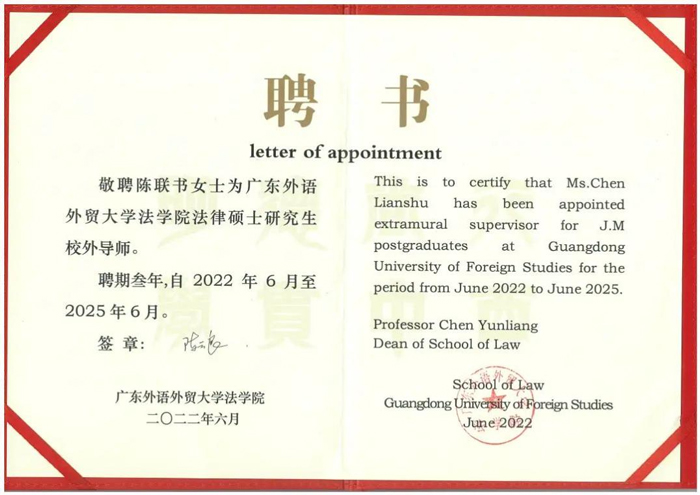 聘 书
letter of appointment
敬聘陈联书女士为广东外语
外贸大学法学院法律硕士研究生
校外导师。
聘期叁年,自 2022 年 6 月至
2025 年 6 月。
签 章:
广东外语外贸大学法学院
二〇二二年六月
This is to certify that Ms.Chen
Lianshu has been appointed
extramural supervisor for J.M
postgraduates at Guangdong
University of Foreign Studies for the
period from June 2022 to June 2025.
Professor Chen Yunliang
Dean of School of Law
School of Law
Guangdong University of Foreign Studies
June 2022